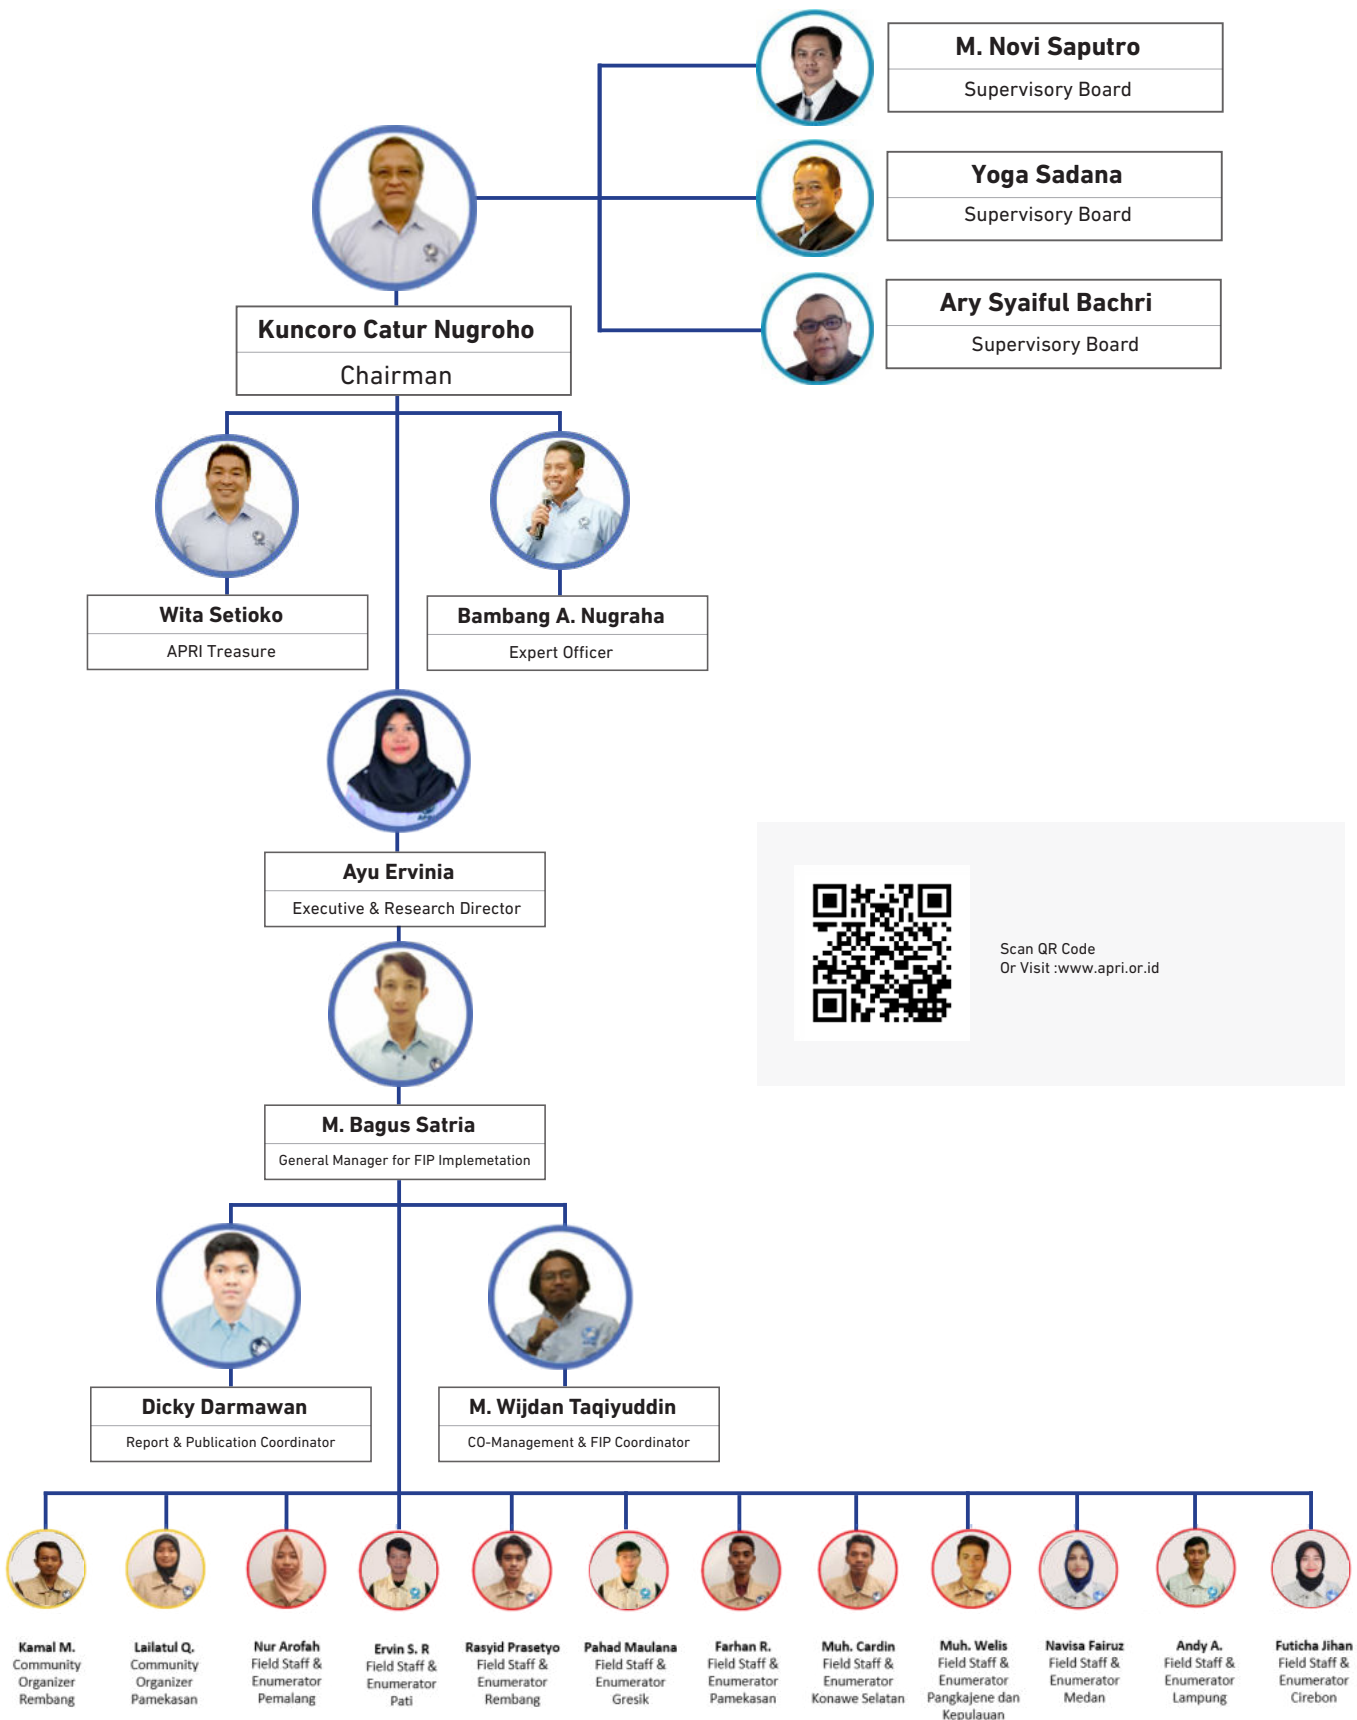 M. Novi Saputro
Supervisory Board
Yoga Sadana
Supervisory Board
Ary Syaiful Bachri
Supervisory Board
Kuncoro Catur Nugroho
Chairman
Wita Setioko
APRI Treasure
Bambang A. Nugraha
Expert Officer
Ayu Ervinia
Executive & Research Director
Scan QR Code
Or Visit :www.apri.or.id
M. Bagus Satria
General Manager for FIP Implemetation
Dicky Darmawan
Report & Publication Coordinator
M. Wijdan Taqiyuddin
CO-Management & FIP Coordinator
Kamal M.
Community
Organizer
Rembang
Lailatul Q.
Community
Organizer
Pamekasan
Nur Arofah
Field Staff &
Enumerator
Pemalang
Ervin S. R
Field Staff &
Enumerator
Pati
Rasyid Prasetyo
Field Staff &
Enumerator
Rembang
Pahad Maulana
Field Staff &
Enumerator
Gresik
Farhan R.
Field Staff &
Enumerator
Pamekasan
Muh. Cardin
Field Staff &
Enumerator
Konawe Selatan
Muh. Welis
Field Staff &
Enumerator
Pangkajene dan
Kepulauan
Navisa Fairuz
Field Staff &
Enumerator
Medan
Andy A.
Field Staff &
Enumerator
Lampung
Futicha Jihan
Field Staff &
Enumerator
Cirebon